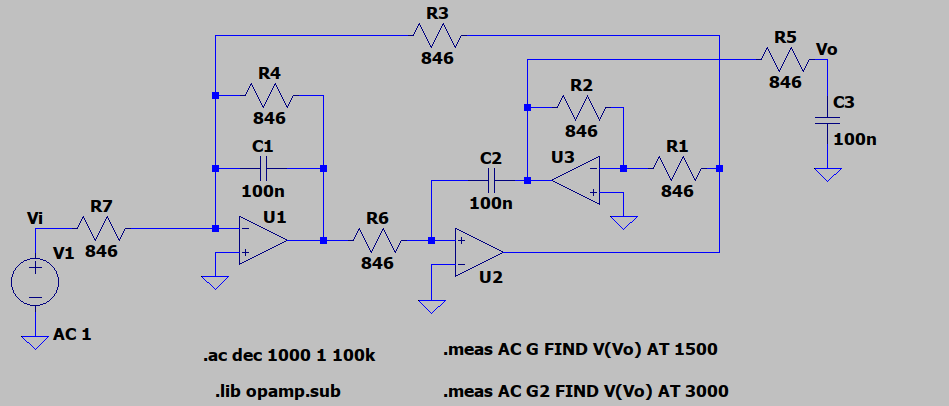 R3
846
R5
Vo
846
C3
100n
R4
846
R2
846
C1
100n
C2
100n
U3
R1
846
Vi
R7
846
U1
R6
846
U2
V1
AC 1
.ac dec 1000 1 100k
.meas AC G FIND V(Vo) AT 1500
.lib opamp.sub
.meas AC G2 FIND V(Vo) AT 3000